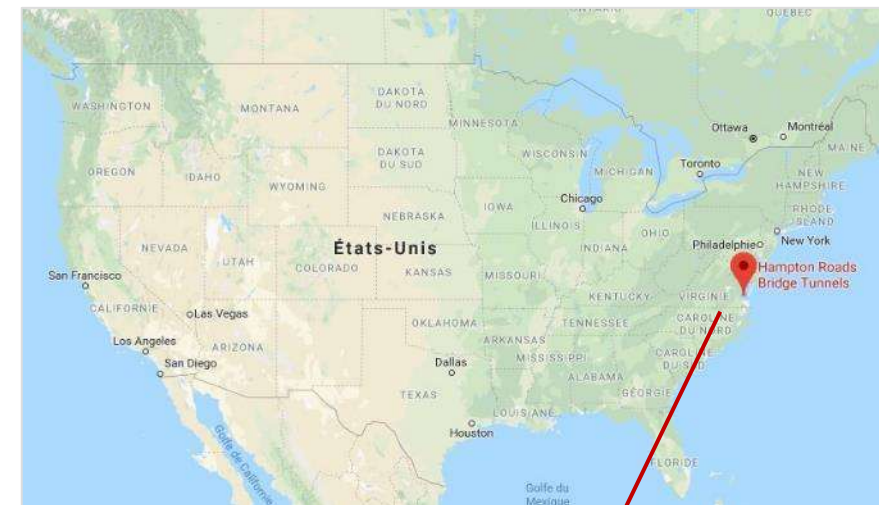 ONTARIO
QUEBEC
WASHINGTON
MONTANA
DAKOTA
DU NORD
MINNESOTA
Ottawa
Montréal
MAINE
OREGON
IDAHO
DAKOTA
DU SUD
WISCONSIN
MICHIGAN
Toronto
NEW
HAMPSHIRE
WYOMING
Chicago
RHODE
ISLAND
NEBRASKA
IOWA
ILLINOIS
INDIANA
OHIO
Philadelphie
New York
NEVADA
UTAH
États-Unis
COLORADO
KANSAS
MISSOURI
Hampton Roads
Bridge Tunnels
San Francisco
KENTUCKY
VIRGINIE
CALIFORNIE
Las Vegas
OKLAHOMA
TENNESSEE
CAROLINE
DU NORD
Los Angeles
ARIZONA
ARKANSAS
San Diego
Dallas
MISSISSIPPI
CAROLINE
DU SUD
ALABAMA
TEXAS
GÉORGIE
LOUISIANE
Houston
Golfe de Californie
FLORIDE
Golfe du
Mexique